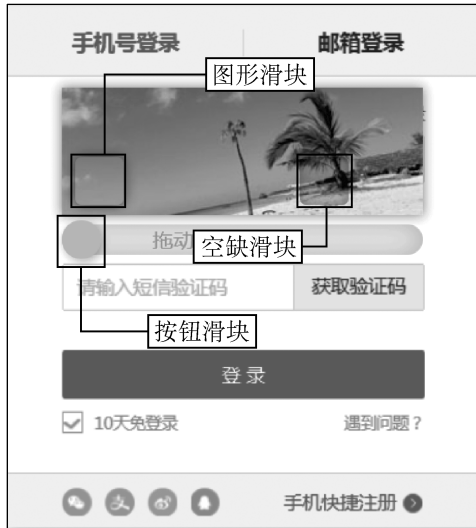 手机号登录
邮箱登录
图形滑块
拖动
空缺滑块
请输入短信验证码
获取验证码
按钮滑块
登录
10天免登录
遇到问题？
手机快捷注册